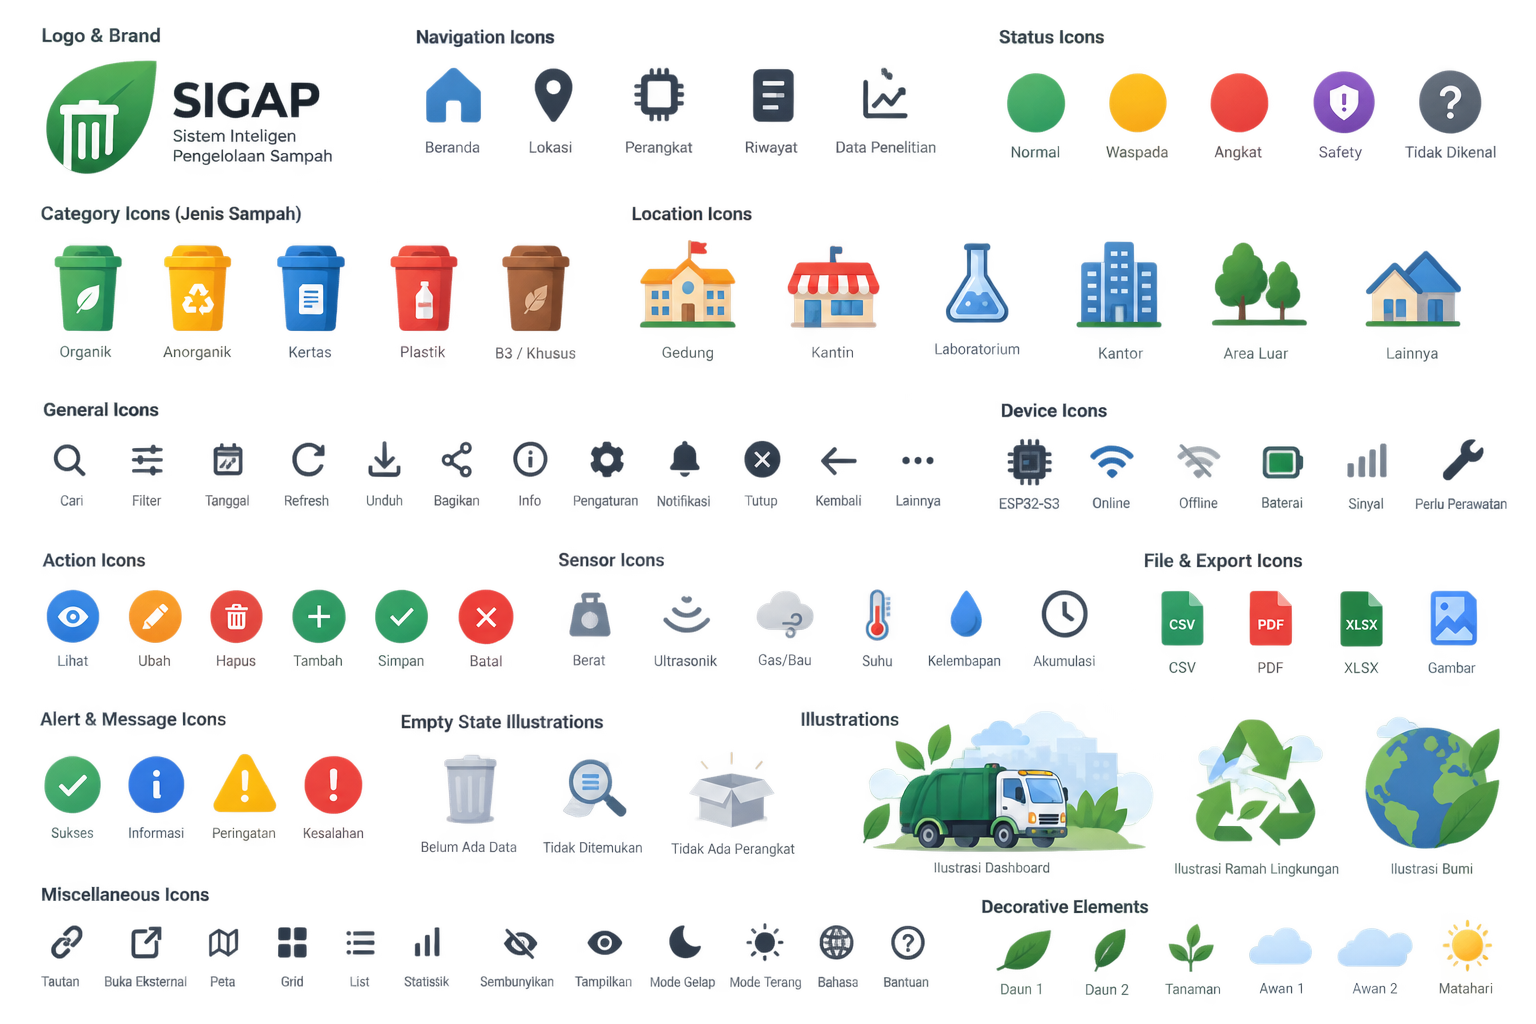 Logo & Brand
SIGAP
Sistem Inteligen
Pengelolaan Sampah
Navigation Icons
Beranda
Lokasi
Perangkat
Riwayat
Data Penelitian
Status Icons
Normal
Waspada
Angkat
Safety
Tidak Dikenal
Category Icons (Jenis Sampah)
Organik
Anorganik
Kertas
Plastik
B3 / Khusus
Location Icons
Gedung
Kantin
Laboratorium
Kantor
Area Luar
Lainnya
General Icons
Cari
Filter
Tanggal
Refresh
Unduh
Bagikan
Info
Pengaturan
Notifikasi
Tutup
Kembali
Lainnya
Device Icons
ESP32-S3
Online
Offline
Baterai
Sinyal
Perlu Perawatan
Action Icons
Lihat
Ubah
Hapus
Tambah
Simpan
Batal
Sensor Icons
Berat
Ultrasonik
Gas/Bau
Suhu
Kelembapan
Akumulasi
File & Export Icons
CSV
PDF
XLSX
CSV
PDF
XLSX
Gambar
Alert & Message Icons
Sukses
Informasi
Peringatan
Kesalahan
Empty State Illustrations
Belum Ada Data
Tidak Ditemukan
Tidak Ada Perangkat
Illustrations
Ilustrasi Dashboard
Ilustrasi Ramah Lingkungan
Ilustrasi Bumi
Miscellaneous Icons
Tautan
Buka Eksternal
Peta
Grid
List
Statistik
Sembunyikan
Tampilkan
Mode Gelap
Mode Terang
Bahasa
Bantuan
Decorative Elements
Daun 1
Daun 2
Tanaman
Awan 1
Awan 2
Matahari